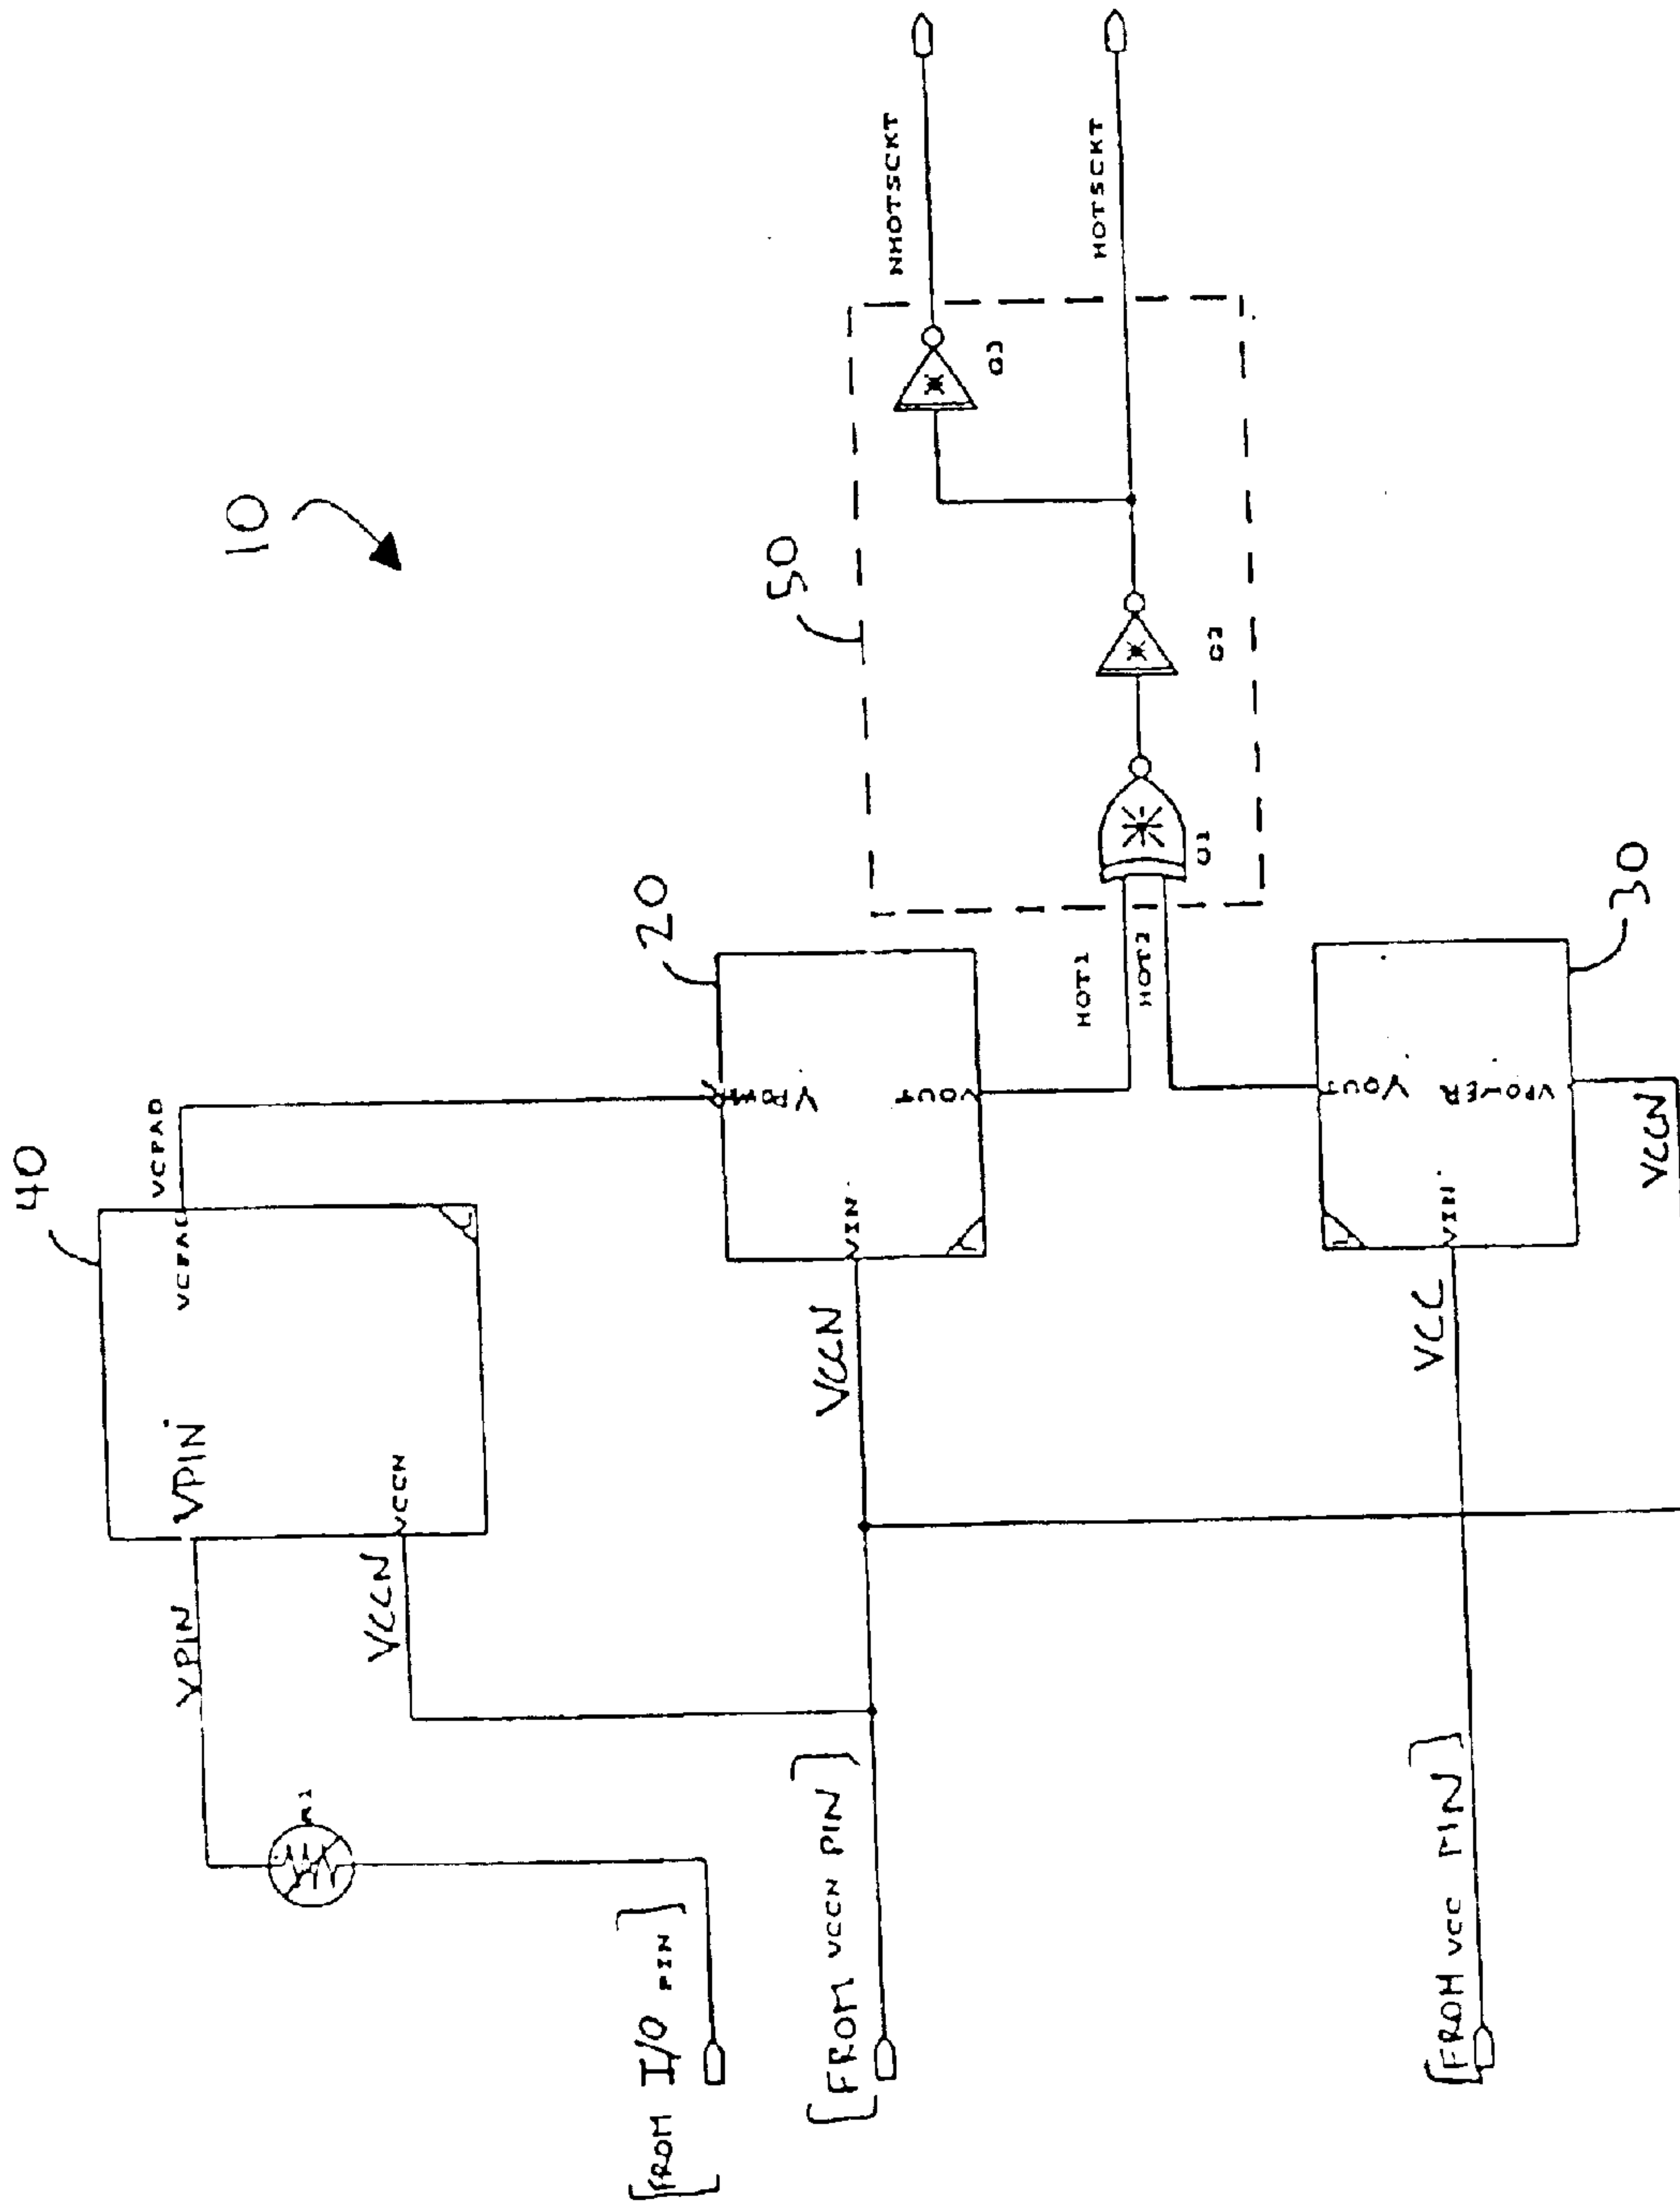 10
40
VCPAD
VCPAD
VPIN
VPIN
VCCN
VCCN
R1
[FROM I/O PIN]
20
VIN
VOUT
VCCN
[FROM VCCN PIN]
HOT1
HOT2
50
G1
G2
G3
NHOTSCKT
HOTSCKT
30
VOUT
VPOWER
VIN
VCC
VCCN
[FROM VCC PIN]